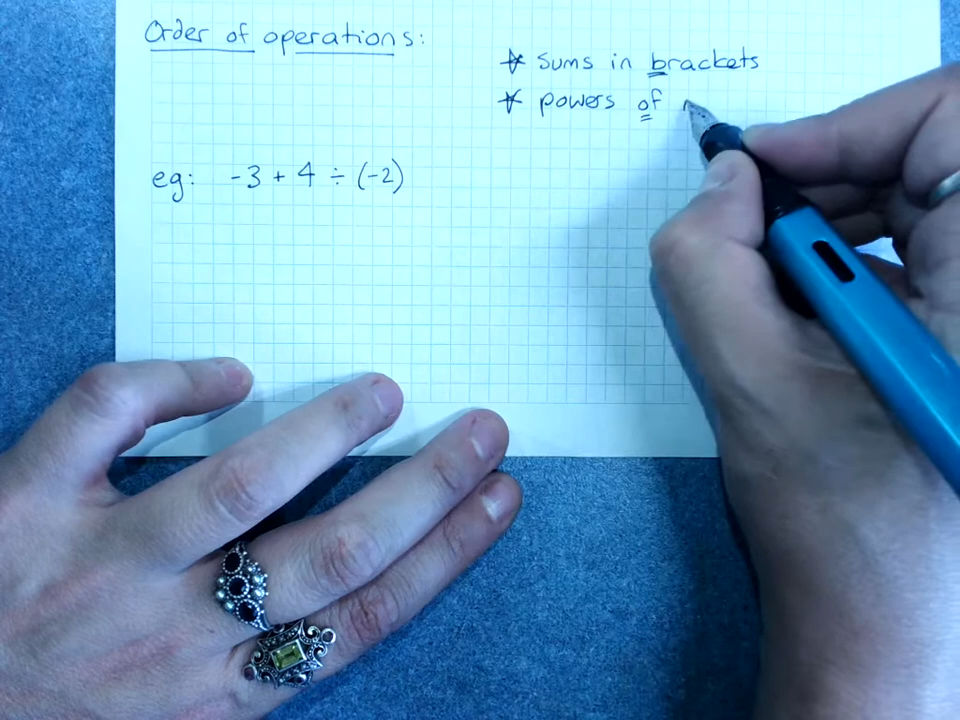 Order of operations:
* sums in brackets
* powers of
eg: -3 + 4 ÷ (-2)